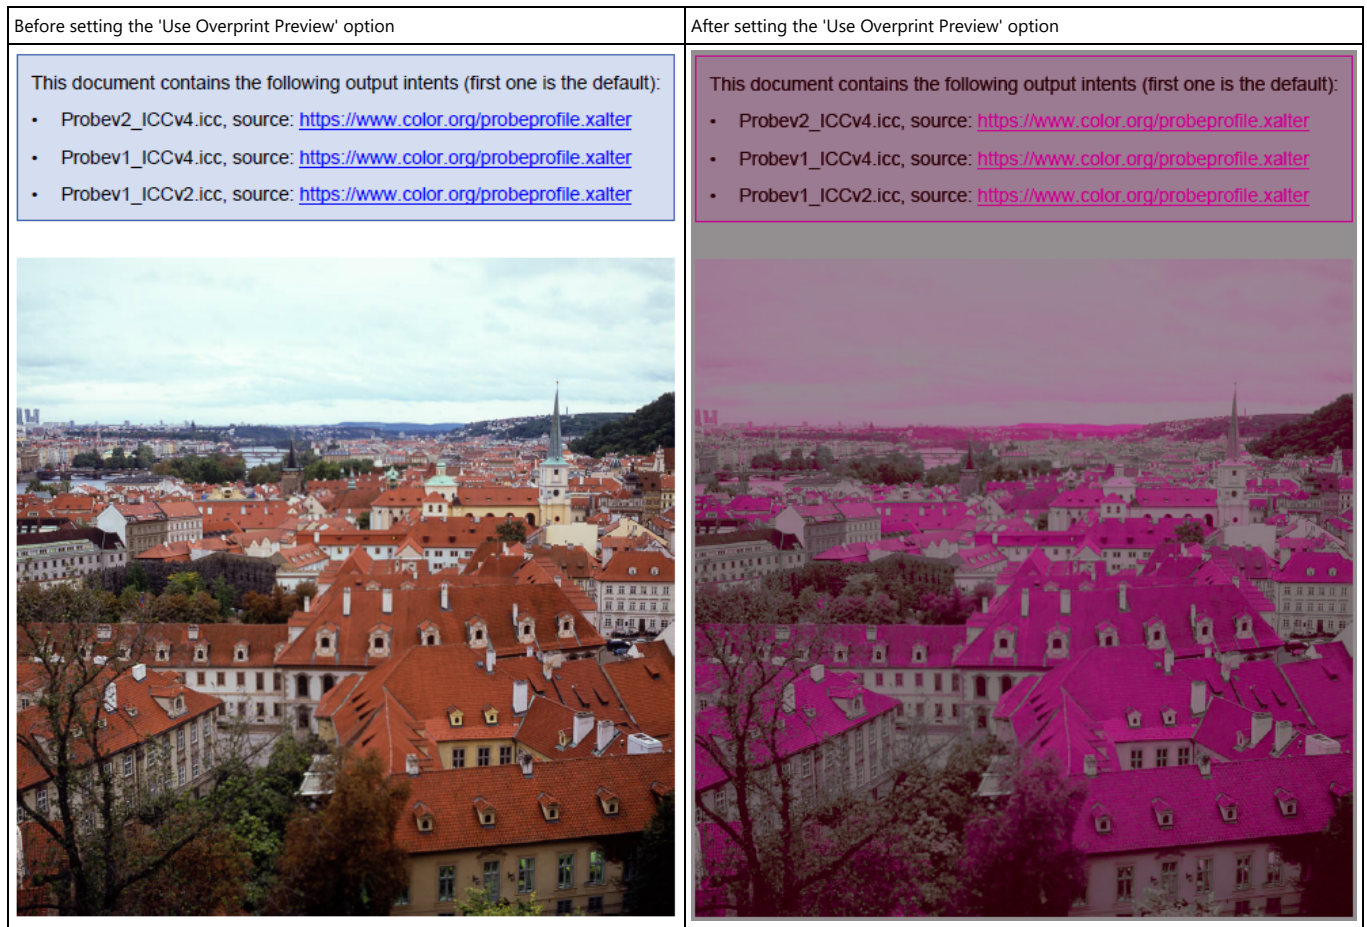 Before setting the 'Use Overprint Preview' option
After setting the 'Use Overprint Preview' option
This document contains the following output intents (first one is the default):
• Probev2_ICCv4.icc, source: https://www.color.org/probeprofile.xalter
• Probev1_ICCv4.icc, source: https://www.color.org/probeprofile.xalter
• Probev1_ICCv2.icc, source: https://www.color.org/probeprofile.xalter
This document contains the following output intents (first one is the default):
• Probev2_ICCv4.icc, source: https://www.color.org/probeprofile.xalter
• Probev1_ICCv4.icc, source: https://www.color.org/probeprofile.xalter
• Probev1_ICCv2.icc, source: https://www.color.org/probeprofile.xalter